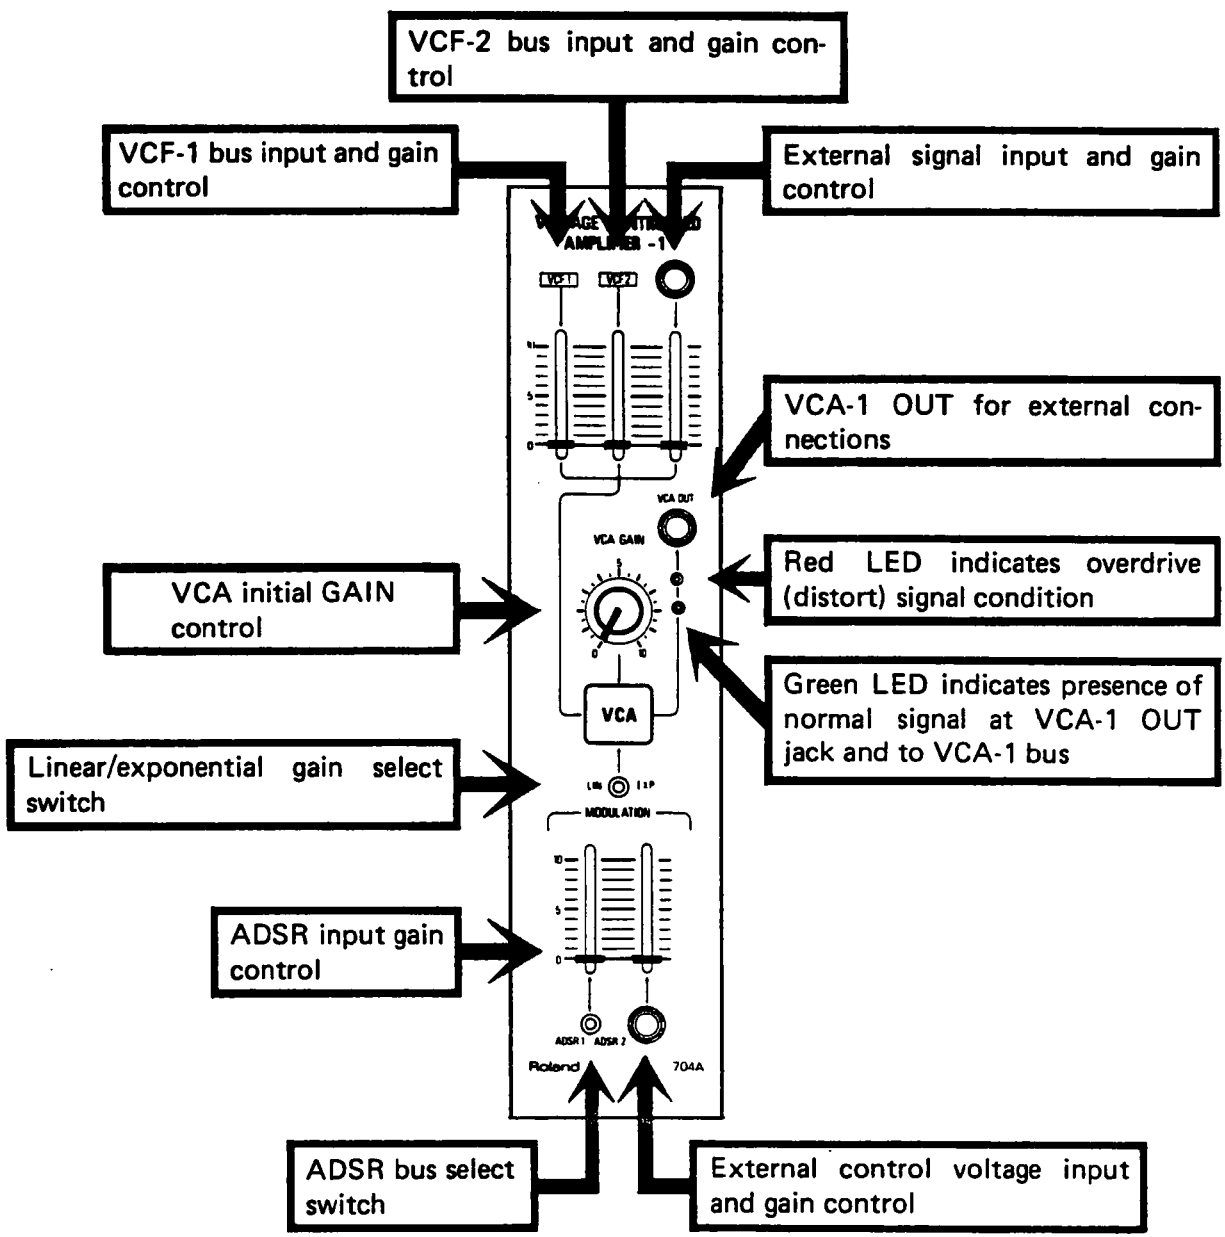 VCF-2 bus input and gain con-
trol
VCF-1 bus input and gain
control
External signal input and gain
control
AMPLIFIER -1
VCF1
VCF2
10
5
0
VCA-1 OUT for external con-
nections
VCA OUT
VCA GAIN
5
0
10
Red LED indicates overdrive
(distort) signal condition
VCA initial GAIN
control
Green LED indicates presence of
normal signal at VCA-1 OUT
jack and to VCA-1 bus
VCA
Linear/exponential gain select
switch
LIN
EXP
MODULATION
10
5
0
ADSR input gain
control
ADSR 1
ADSR 2
Roland
704A
ADSR bus select
switch
External control voltage input
and gain control